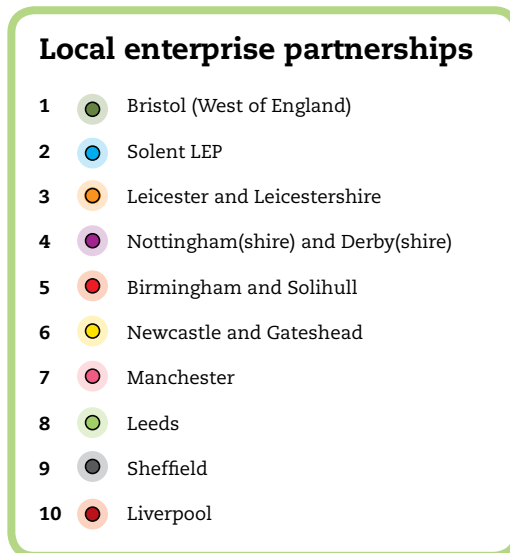 Local enterprise partnerships
1 Bristol (West of England)
2 Solent LEP
3 Leicester and Leicestershire
4 Nottingham(shire) and Derby(shire)
5 Birmingham and Solihull
6 Newcastle and Gateshead
7 Manchester
8 Leeds
9 Sheffield
10 Liverpool